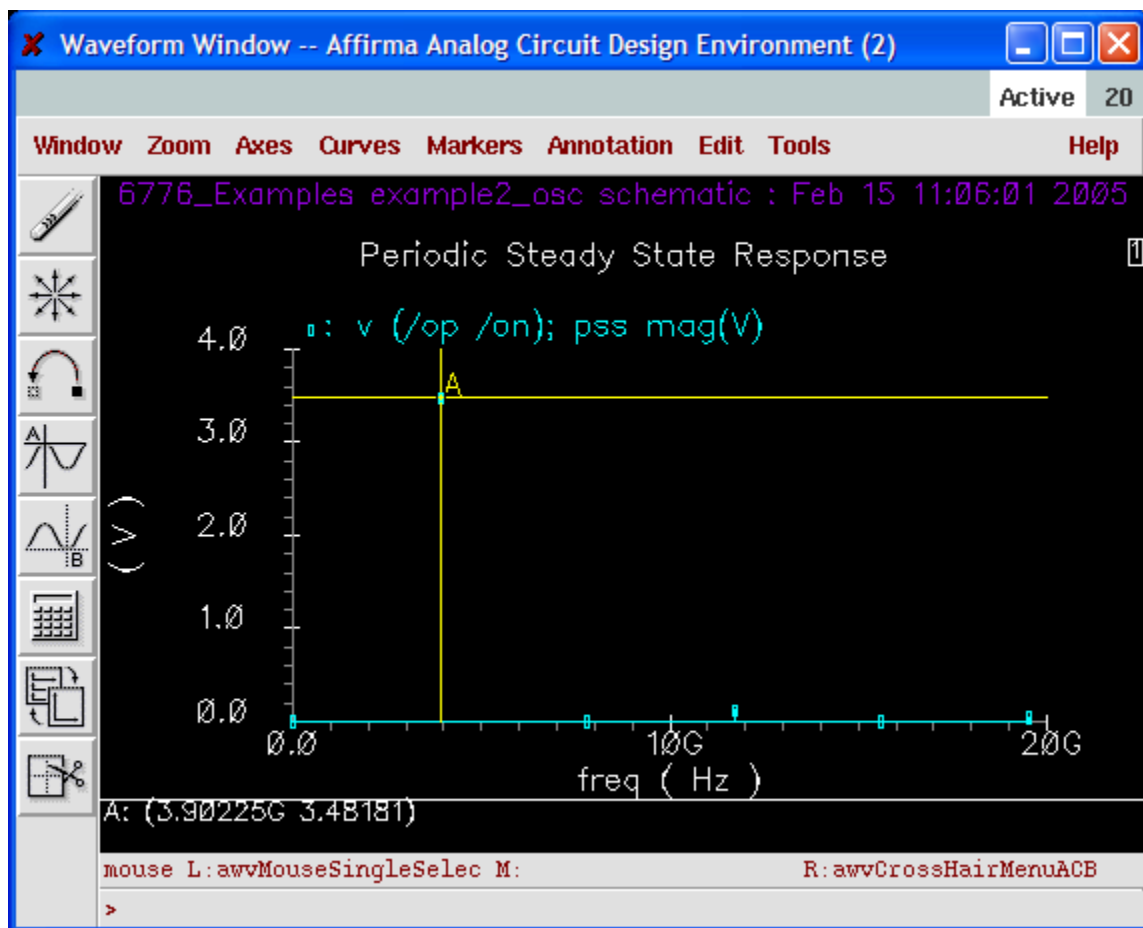 Waveform Window -- Affirma Analog Circuit Design Environment (2)
Active 20
Window Zoom Axes Curves Markers Annotation Edit Tools Help
6776_Examples example2_osc schematic : Feb 15 11:06:01 2005
Periodic Steady State Response
1
: v (/op /on); pss mag(V)
4.0
A
3.0
2.0
(V)
1.0
0.0
0.0 10G 20G
freq ( Hz )
A: (3.90225G 3.48181)
mouse L:awvMouseSingleSelec M: R:awvCrossHairMenuACB
>
A
B